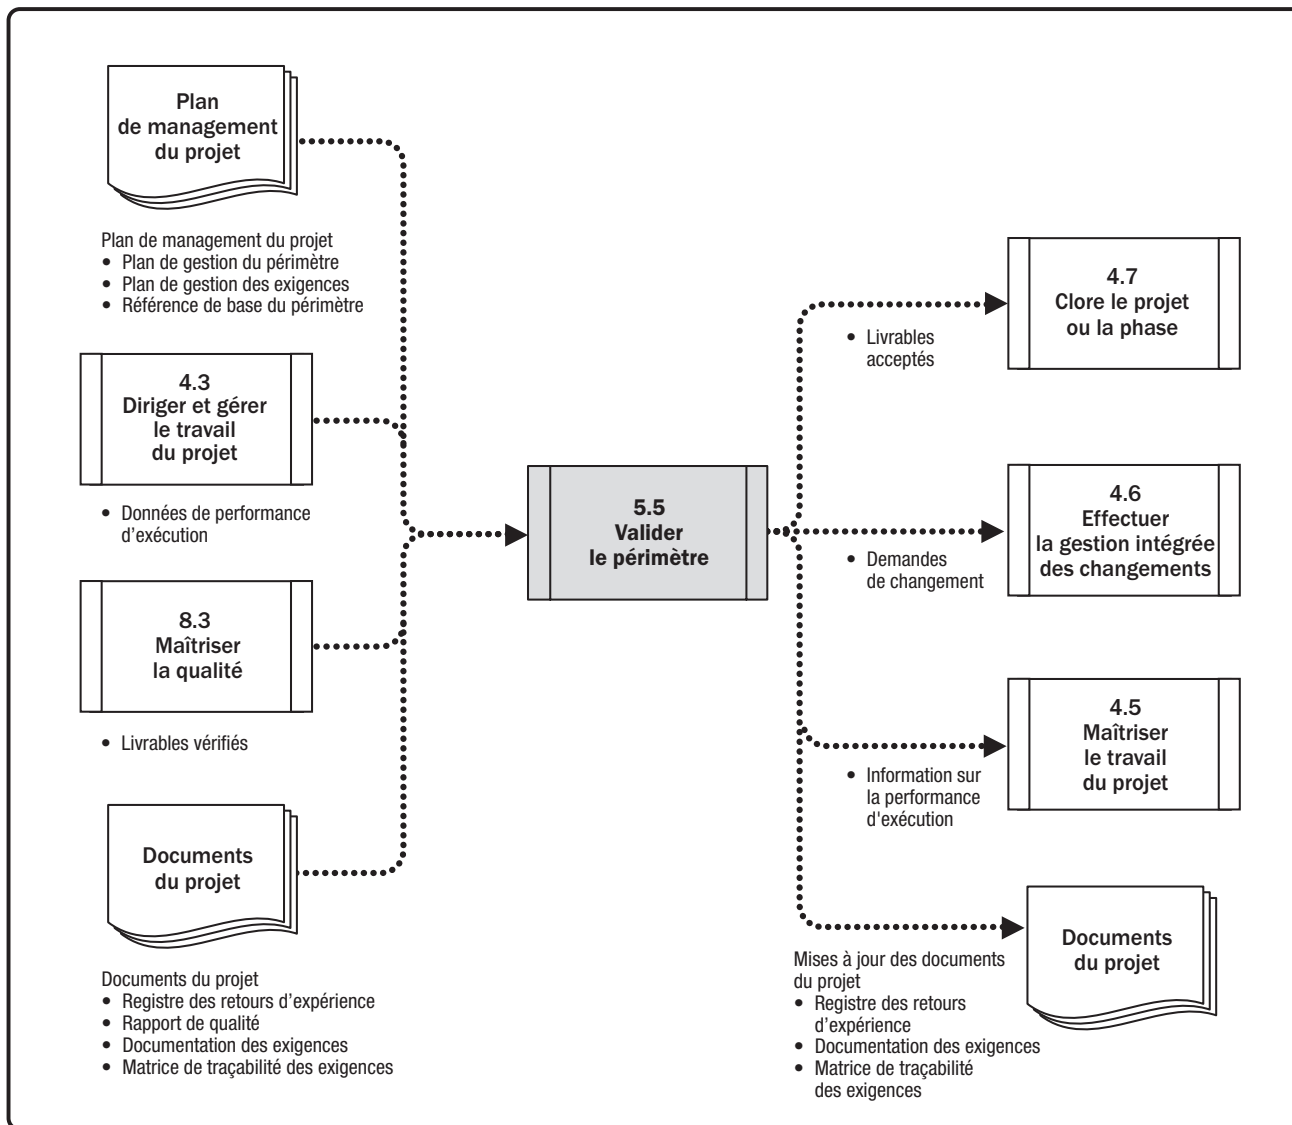 Plan
de management
du projet
Plan de management du projet
• Plan de gestion du périmètre
• Plan de gestion des exigences
• Référence de base du périmètre
4.3
Diriger et gérer
le travail
du projet
• Données de performance
d’exécution
8.3
Maîtriser
la qualité
• Livrables vérifiés
Documents
du projet
Documents du projet
• Registre des retours d’expérience
• Rapport de qualité
• Documentation des exigences
• Matrice de traçabilité des exigences
5.5
Valider
le périmètre
4.7
Clore le projet
ou la phase
• Livrables
acceptés
4.6
Effectuer
la gestion intégrée
des changements
• Demandes
de changement
4.5
Maîtriser
le travail
du projet
• Information sur
la performance
d'exécution
Documents
du projet
Mises à jour des documents
du projet
• Registre des retours
d’expérience
• Documentation des exigences
• Matrice de traçabilité
des exigences